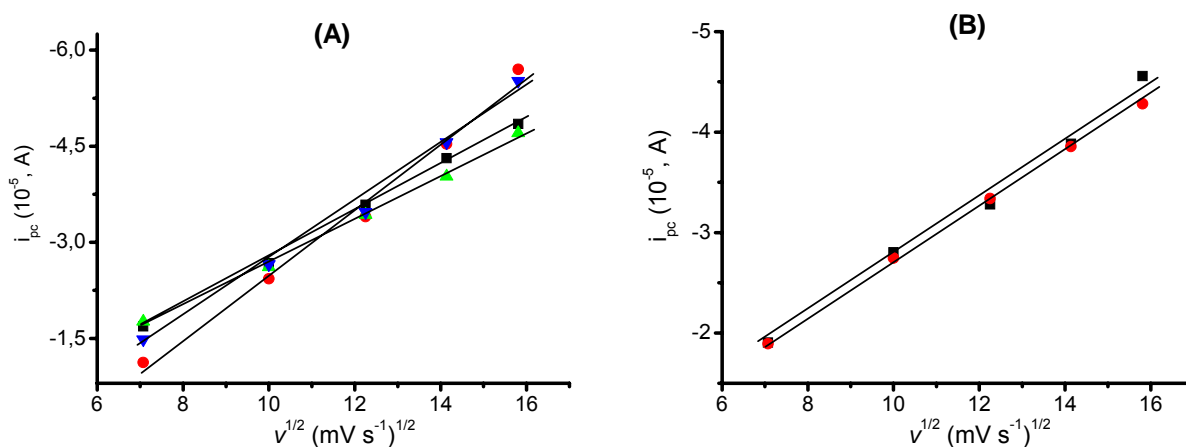 (A)
-6,0
-4,5
-3,0
-1,5
i_pc (10^-5, A)
6 8 10 12 14 16
v^1/2 (mV s^-1)^1/2
(B)
-5
-4
-3
-2
i_pc (10^-5, A)
6 8 10 12 14 16
v^1/2 (mV s^-1)^1/2